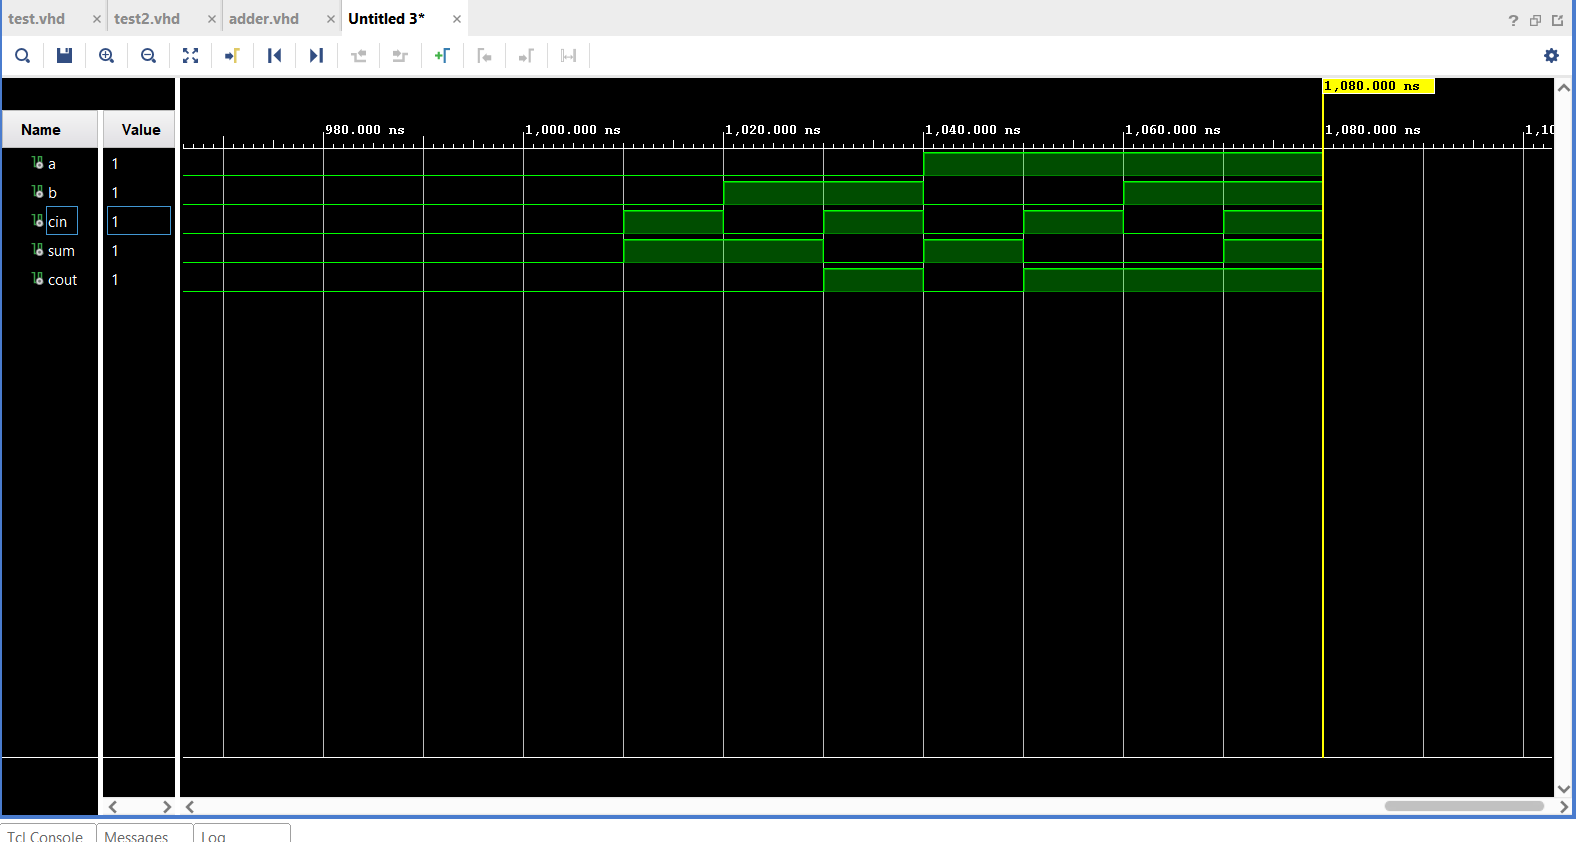 test.vhd × test2.vhd × adder.vhd × Untitled 3* ×
?
1,080.000 ns
Name Value
980.000 ns 1,000.000 ns 1,020.000 ns 1,040.000 ns 1,060.000 ns 1,080.000 ns 1,10
a 1
b 1
cin 1
sum 1
cout 1
Tcl Console Messages Log